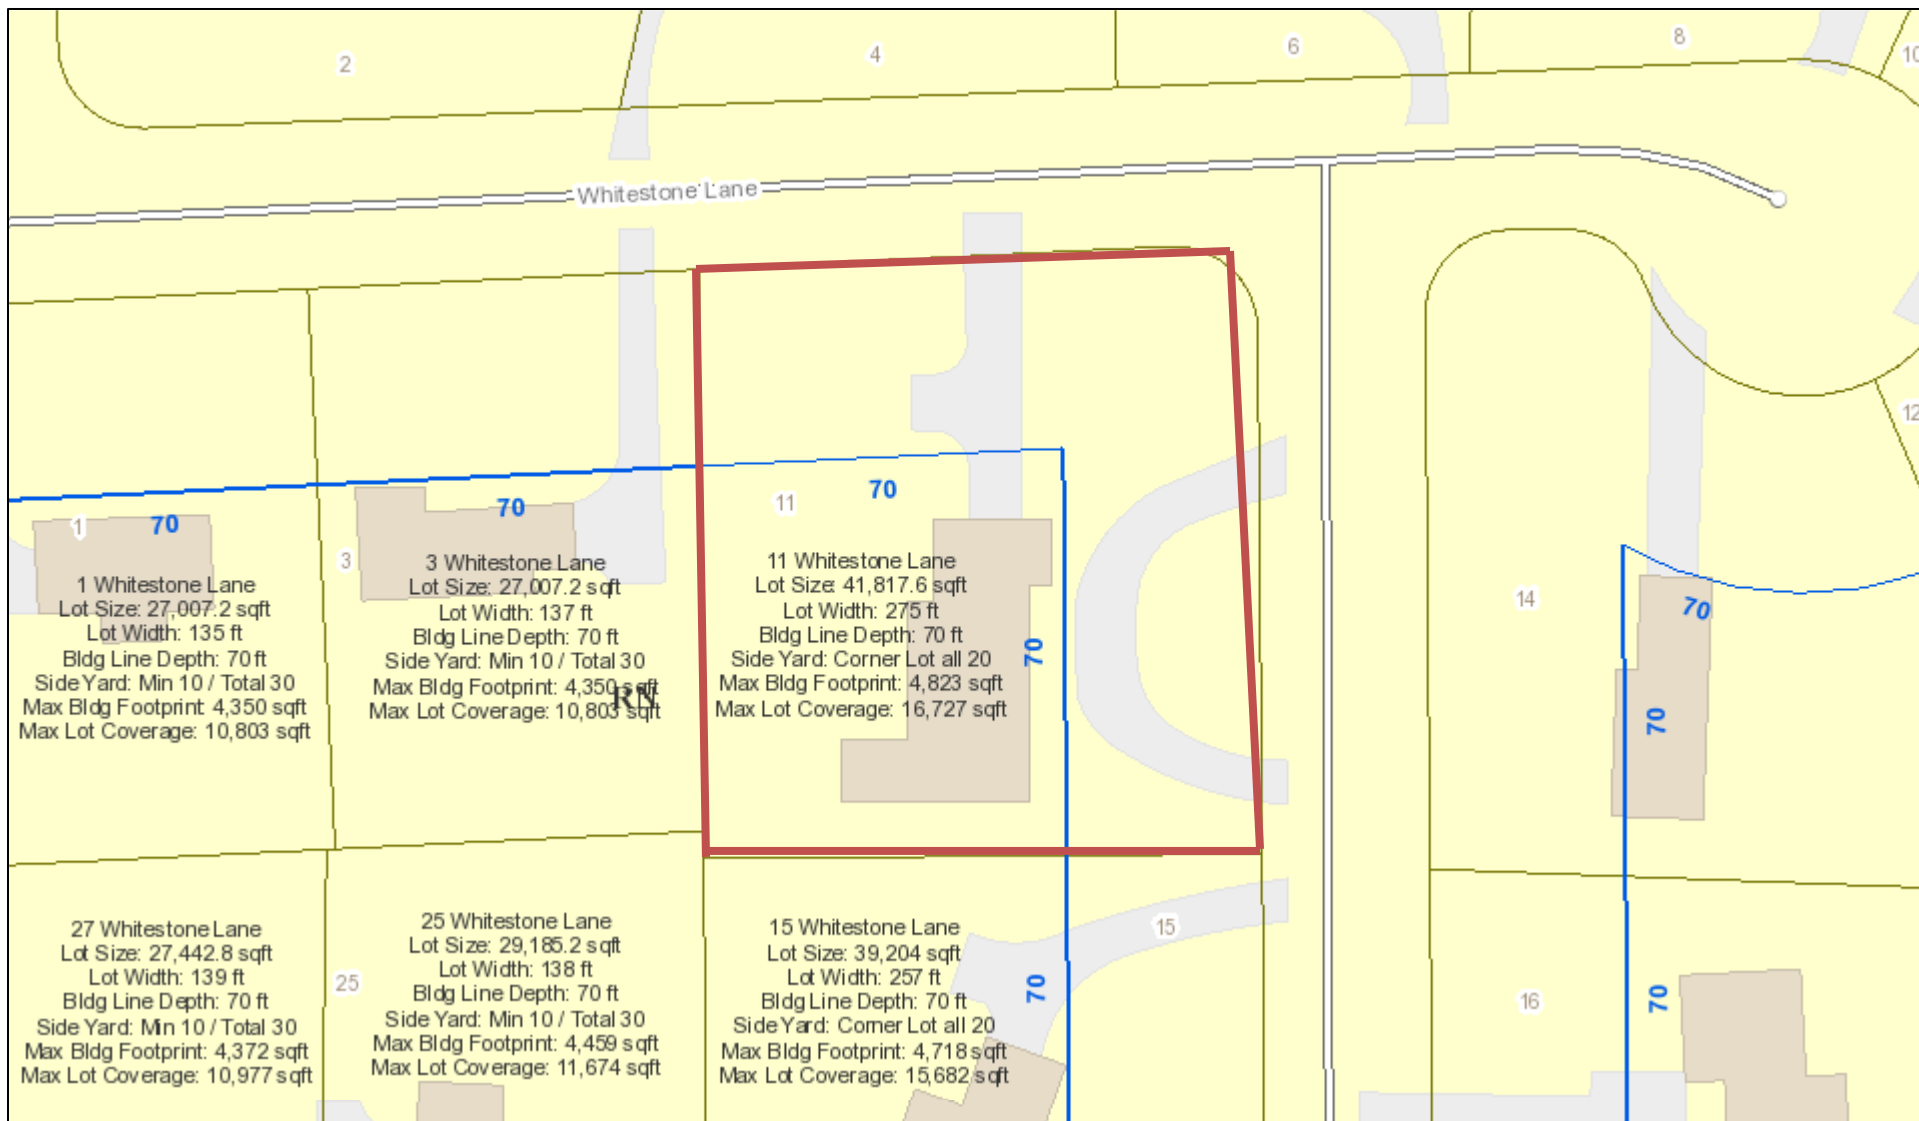 2
4
6
8
10
Whitestone Lane
12
1
70
3
70
11
70
1 Whitestone Lane
Lot Size: 27,007.2 sqft
Lot Width: 135 ft
Bldg Line Depth: 70 ft
Side Yard: Min 10 / Total 30
Max Bldg Footprint: 4,350 sqft
Max Lot Coverage: 10,803 sqft
3 Whitestone Lane
Lot Size: 27,007.2 sqft
Lot Width: 137 ft
Bldg Line Depth: 70 ft
Side Yard: Min 10 / Total 30
Max Bldg Footprint: 4,350 sqft
Max Lot Coverage: 10,803 sqft
RN
11 Whitestone Lane
Lot Size: 41,817.6 sqft
Lot Width: 275 ft
Bldg Line Depth: 70 ft
Side Yard: Corner Lot all 20
Max Bldg Footprint: 4,823 sqft
Max Lot Coverage: 16,727 sqft
70
14
70
70
27 Whitestone Lane
Lot Size: 27,442.8 sqft
Lot Width: 139 ft
Bldg Line Depth: 70 ft
Side Yard: Min 10 / Total 30
Max Bldg Footprint: 4,372 sqft
Max Lot Coverage: 10,977 sqft
25
25 Whitestone Lane
Lot Size: 29,185.2 sqft
Lot Width: 138 ft
Bldg Line Depth: 70 ft
Side Yard: Min 10 / Total 30
Max Bldg Footprint: 4,459 sqft
Max Lot Coverage: 11,674 sqft
15 Whitestone Lane
Lot Size: 39,204 sqft
Lot Width: 257 ft
Bldg Line Depth: 70 ft
Side Yard: Corner Lot all 20
Max Bldg Footprint: 4,718 sqft
Max Lot Coverage: 15,682 sqft
15
70
16
70